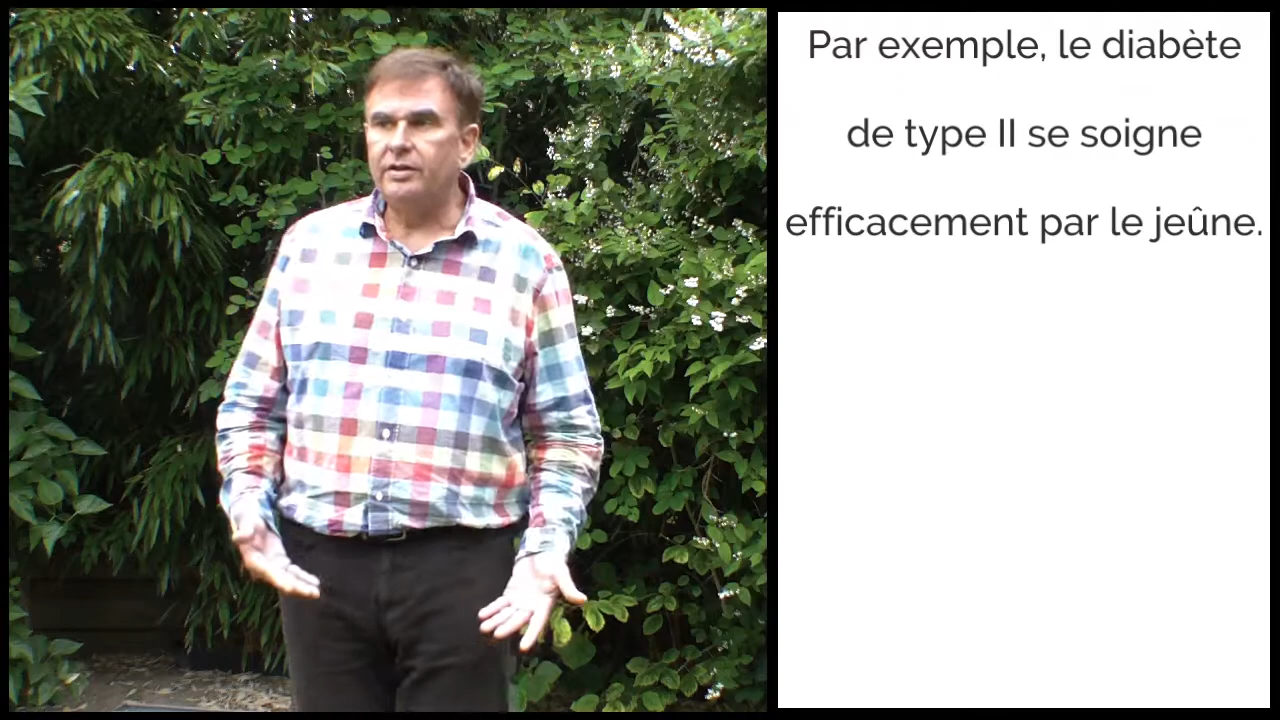 Par exemple, le diabète
de type II se soigne
efficacement par le jeûne.